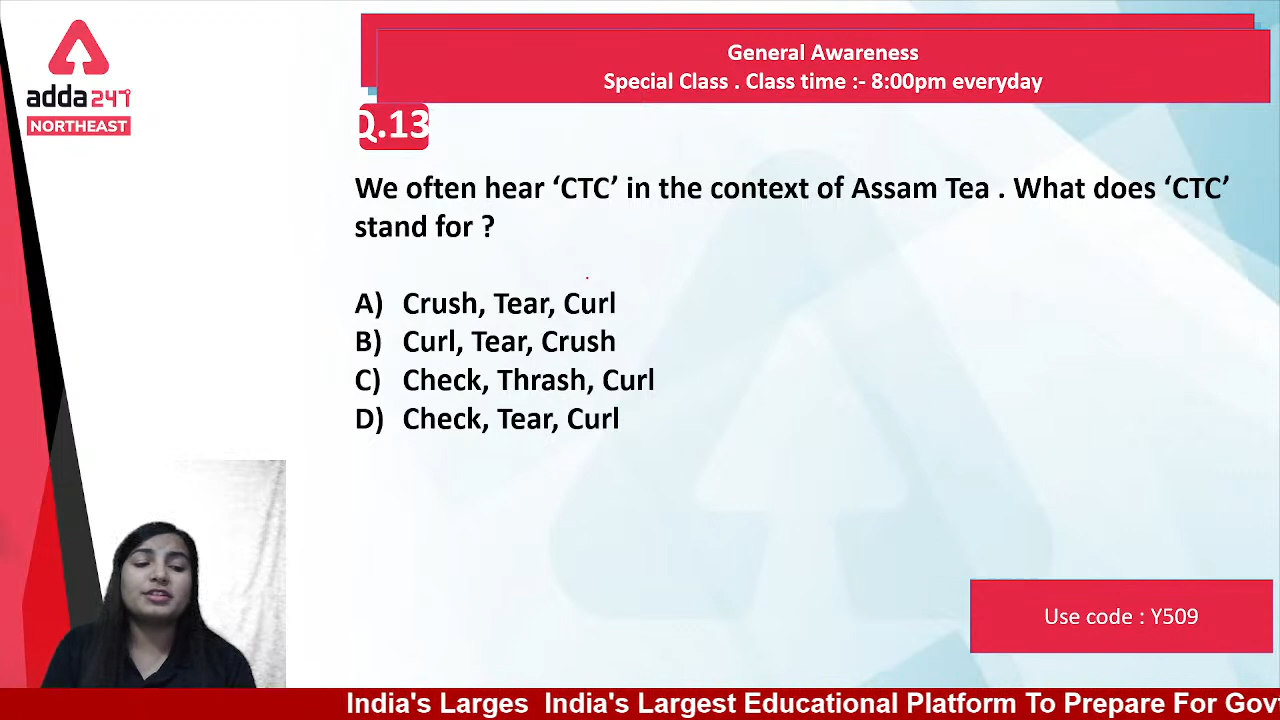 General Awareness
Special Class . Class time :- 8:00pm everyday
adda247
NORTHEAST
Q.13
We often hear ‘CTC’ in the context of Assam Tea . What does ‘CTC’
stand for ?
A) Crush, Tear, Curl
B) Curl, Tear, Crush
C) Check, Thrash, Curl
D) Check, Tear, Curl
Use code : Y509
India's Larges India's Largest Educational Platform To Prepare For Gov